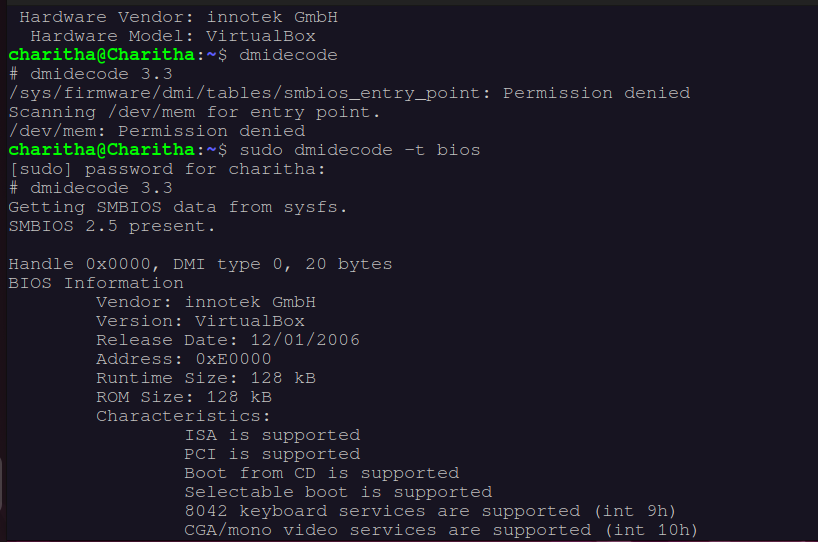 Hardware Vendor: innotek GmbH
Hardware Model: VirtualBox
charitha@Charitha:~$ dmidecode
# dmidecode 3.3
/sys/firmware/dmi/tables/smbios_entry_point: Permission denied
Scanning /dev/mem for entry point.
/dev/mem: Permission denied
charitha@Charitha:~$ sudo dmidecode -t bios
[sudo] password for charitha:
# dmidecode 3.3
Getting SMBIOS data from sysfs.
SMBIOS 2.5 present.
Handle 0x0000, DMI type 0, 20 bytes
BIOS Information
Vendor: innotek GmbH
Version: VirtualBox
Release Date: 12/01/2006
Address: 0xE0000
Runtime Size: 128 kB
ROM Size: 128 kB
Characteristics:
ISA is supported
PCI is supported
Boot from CD is supported
Selectable boot is supported
8042 keyboard services are supported (int 9h)
CGA/mono video services are supported (int 10h)